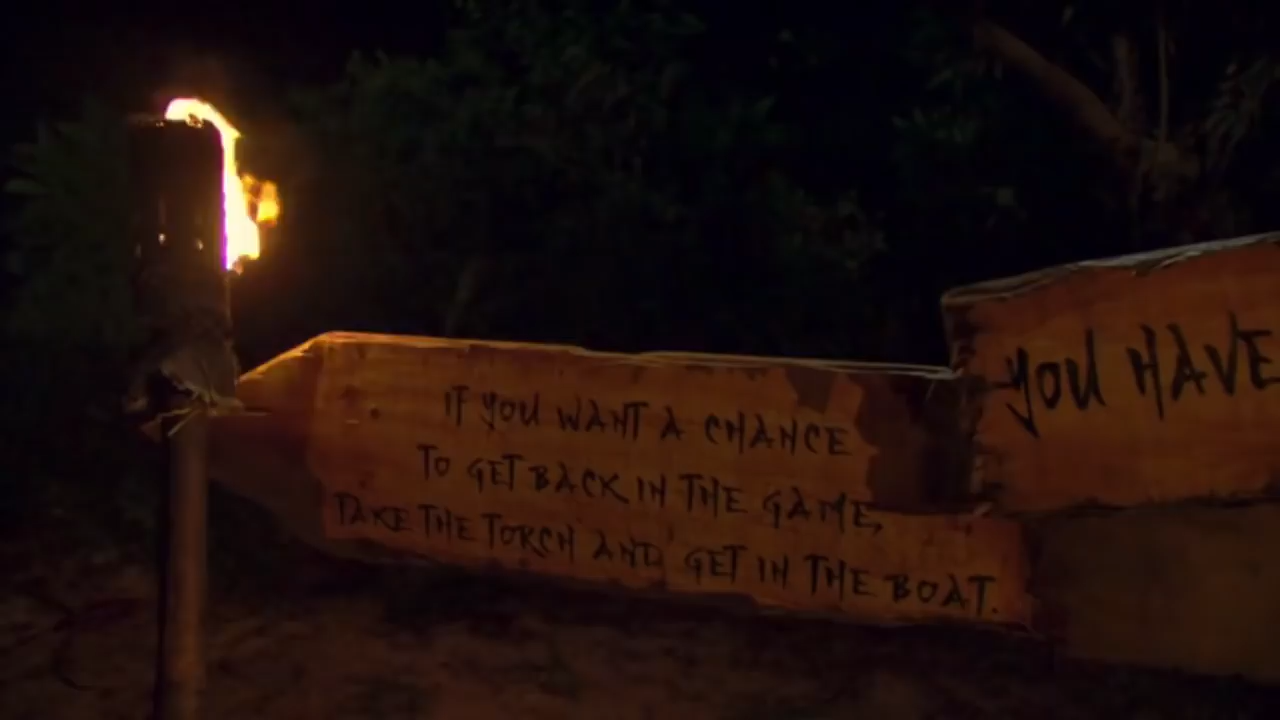 IF YOU WANT A CHANCE
TO GET BACK IN THE GAME,
TAKE THE TORCH AND GET IN THE BOAT.
YOU HAVE